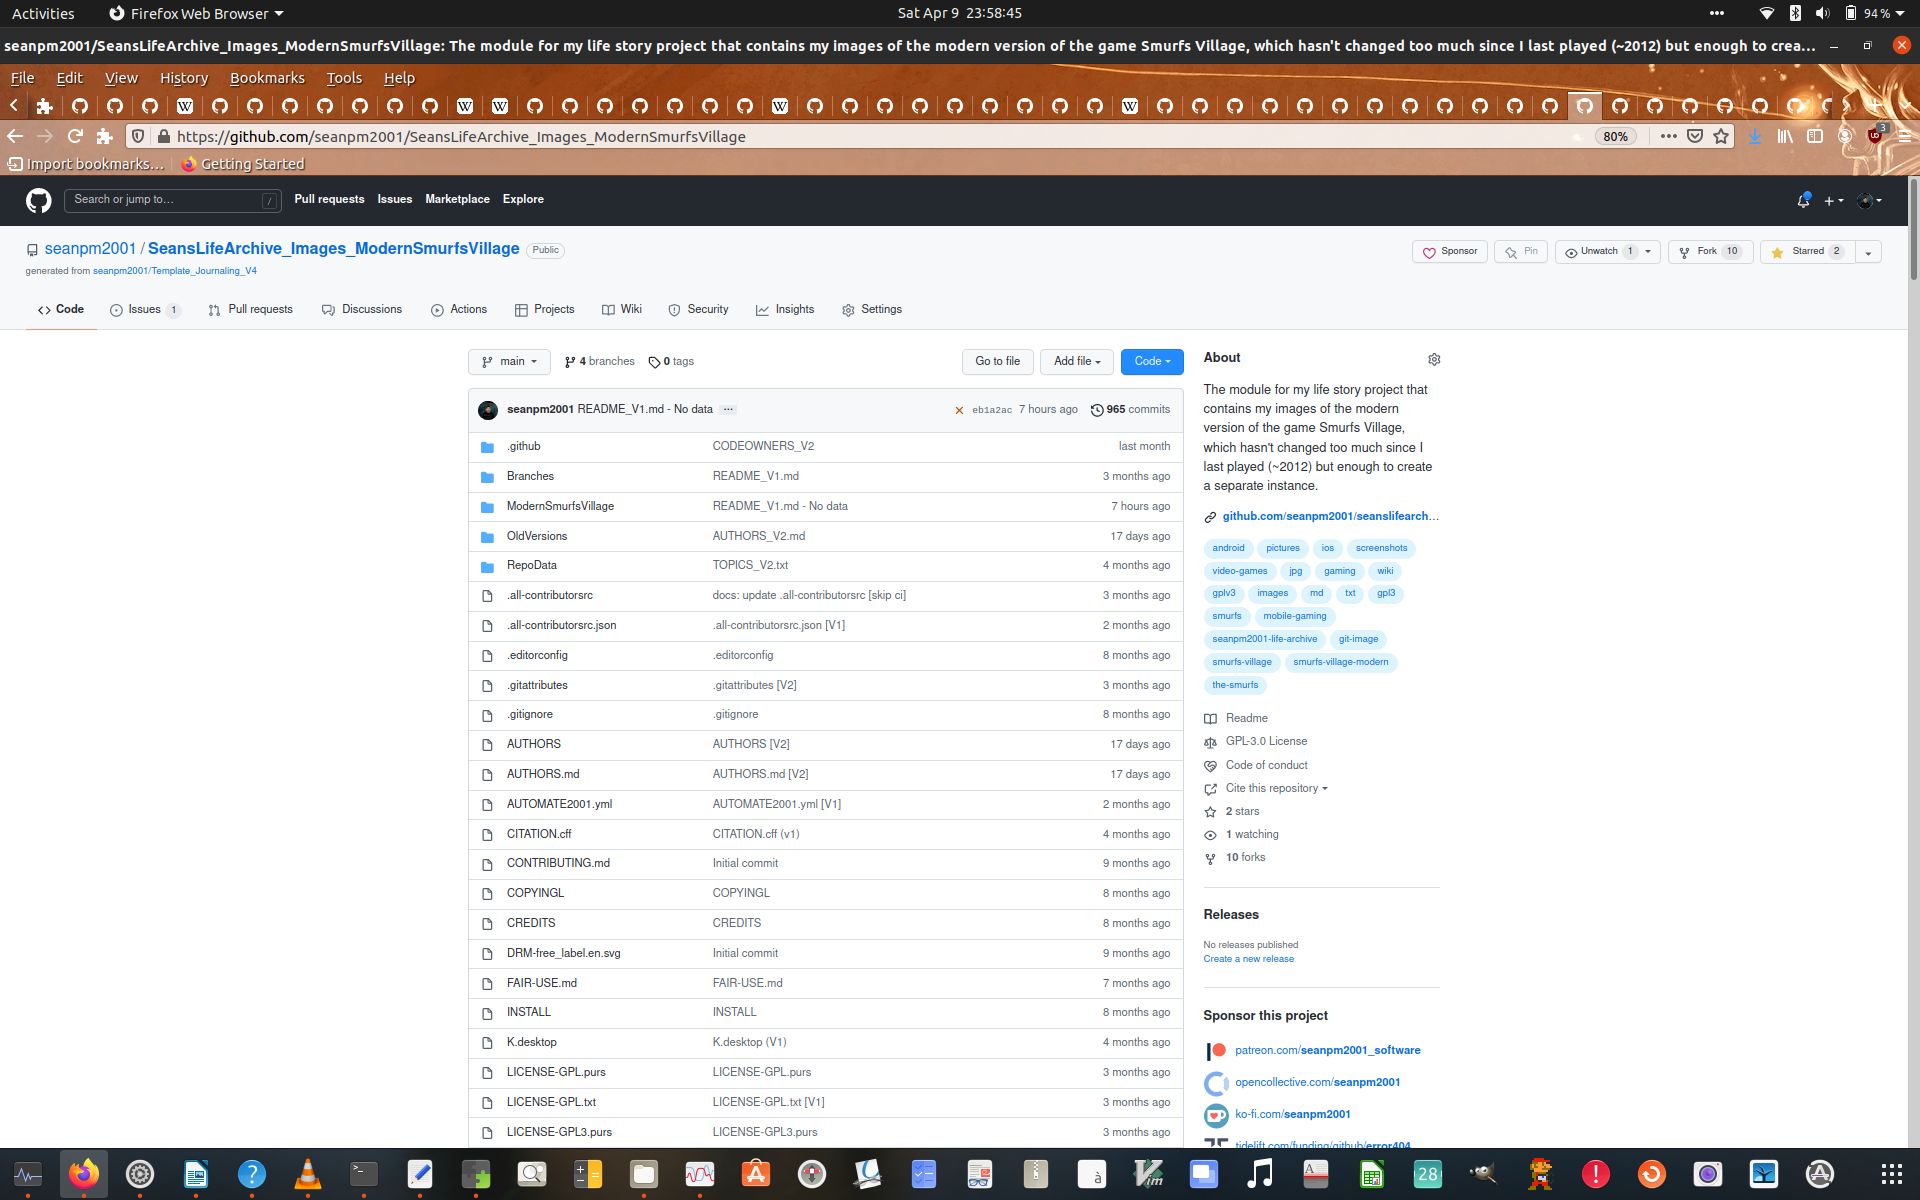 Activities
Firefox Web Browser
Sat Apr 9 23:58:45
94 %
seanpm2001/SeansLifeArchive_Images_ModernSmurfsVillage: The module for my life story project that contains my images of the modern version of the game Smurfs Village, which hasn't changed too much since I last played (~2012) but enough to crea…
File Edit View History Bookmarks Tools Help
https://github.com/seanpm2001/SeansLifeArchive_Images_ModernSmurfsVillage
80%
3
Import bookmarks…
Getting Started
Search or jump to…
/
Pull requests
Issues
Marketplace
Explore
seanpm2001 / SeansLifeArchive_Images_ModernSmurfsVillage
Public
generated from seanpm2001/Template_Journaling_V4
Sponsor
Pin
Unwatch 1
Fork 10
Starred 2
Code
Issues 1
Pull requests
Discussions
Actions
Projects
Wiki
Security
Insights
Settings
main
4 branches
0 tags
Go to file
Add file
Code
seanpm2001 README_V1.md - No data ...
eb1a2ac 7 hours ago
965 commits
.github CODEOWNERS_V2 last month
Branches README_V1.md 3 months ago
ModernSmurfsVillage README_V1.md - No data 7 hours ago
OldVersions AUTHORS_V2.md 17 days ago
RepoData TOPICS_V2.txt 4 months ago
.all-contributorsrc docs: update .all-contributorsrc [skip ci] 3 months ago
.all-contributorsrc.json .all-contributorsrc.json [V1] 2 months ago
.editorconfig .editorconfig 8 months ago
.gitattributes .gitattributes [V2] 3 months ago
.gitignore .gitignore 8 months ago
AUTHORS AUTHORS [V2] 17 days ago
AUTHORS.md AUTHORS.md [V2] 17 days ago
AUTOMATE2001.yml AUTOMATE2001.yml [V1] 2 months ago
CITATION.cff CITATION.cff (v1) 4 months ago
CONTRIBUTING.md Initial commit 9 months ago
COPYINGL COPYINGL 8 months ago
CREDITS CREDITS 8 months ago
DRM-free_label.en.svg Initial commit 9 months ago
FAIR-USE.md FAIR-USE.md 7 months ago
INSTALL INSTALL 8 months ago
K.desktop K.desktop (V1) 4 months ago
LICENSE-GPL.purs LICENSE-GPL.purs 3 months ago
LICENSE-GPL.txt LICENSE-GPL.txt [V1] 3 months ago
LICENSE-GPL3.purs LICENSE-GPL3.purs 3 months ago
About
The module for my life story project that
contains my images of the modern
version of the game Smurfs Village,
which hasn't changed too much since I
last played (~2012) but enough to create
a separate instance.
github.com/seanpm2001/seanslifearch…
android pictures ios screenshots
video-games jpg gaming wiki
gplv3 images md txt gpl3
smurfs mobile-gaming
seanpm2001-life-archive git-image
smurfs-village smurfs-village-modern
the-smurfs
Readme
GPL-3.0 License
Code of conduct
Cite this repository
2 stars
1 watching
10 forks
Releases
No releases published
Create a new release
Sponsor this project
patreon.com/seanpm2001_software
opencollective.com/seanpm2001
ko-fi.com/seanpm2001
tidelift.com/funding/github/error404
28